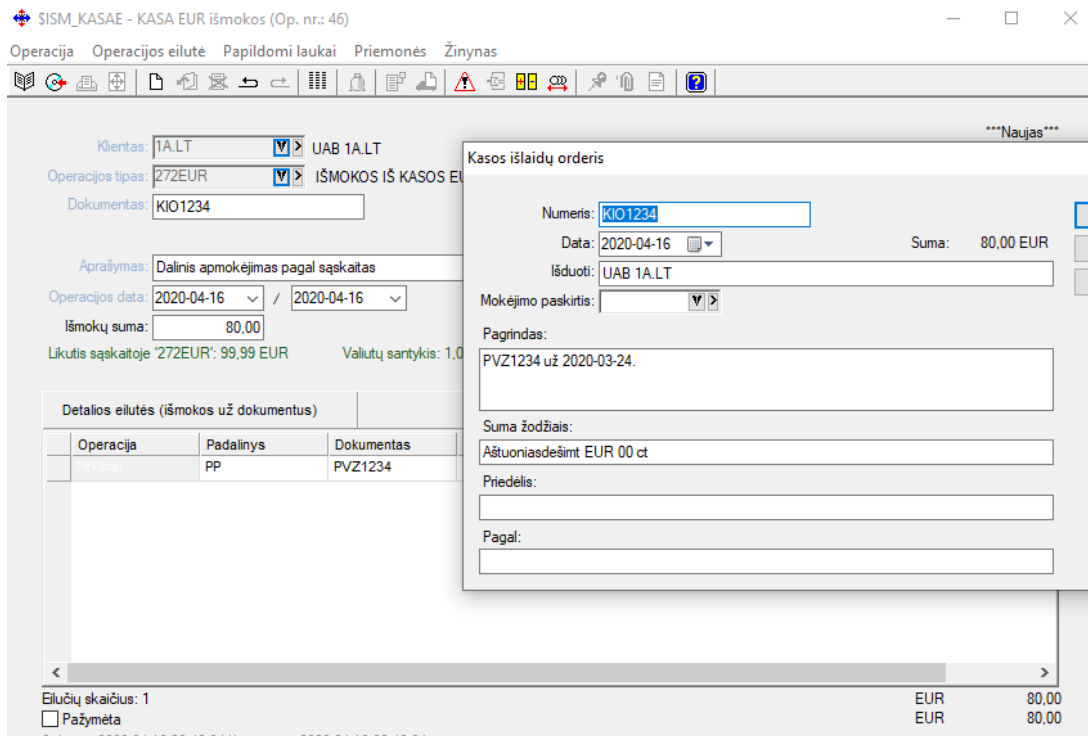 $ISM_KASAE - KASA EUR išmokos (Op. nr.: 46)
Operacija Operacijos eilutė Papildomi laukai Priemonės Žinynas
***Naujas***
Klientas: 1A.LT UAB 1A.LT
Operacijos tipas: 272EUR IŠMOKOS IŠ KASOS
Dokumentas: KIO1234
Aprašymas: Dalinis apmokėjimas pagal sąskaitas
Operacijos data: 2020-04-16 / 2020-04-16
Išmokų suma: 80,00
Likutis sąskaitoje '272EUR': 99,99 EUR Valiutų santykis: 1,0
Detalios eilutės (išmokos už dokumentus)
Operacija Padalinys Dokumentas
Pirkimai PP PVZ1234
Kasos išlaidų orderis
Numeris: KIO1234
Data: 2020-04-16 Suma: 80,00 EUR
Išduoti: UAB 1A.LT
Mokėjimo paskirtis:
Pagrindas:
PVZ1234 už 2020-03-24.
Suma žodžiais:
Aštuoniasdešimt EUR 00 ct
Priedėlis:
Pagal:
Eilučių skaičius: 1 EUR 80,00
Pažymėta EUR 80,00